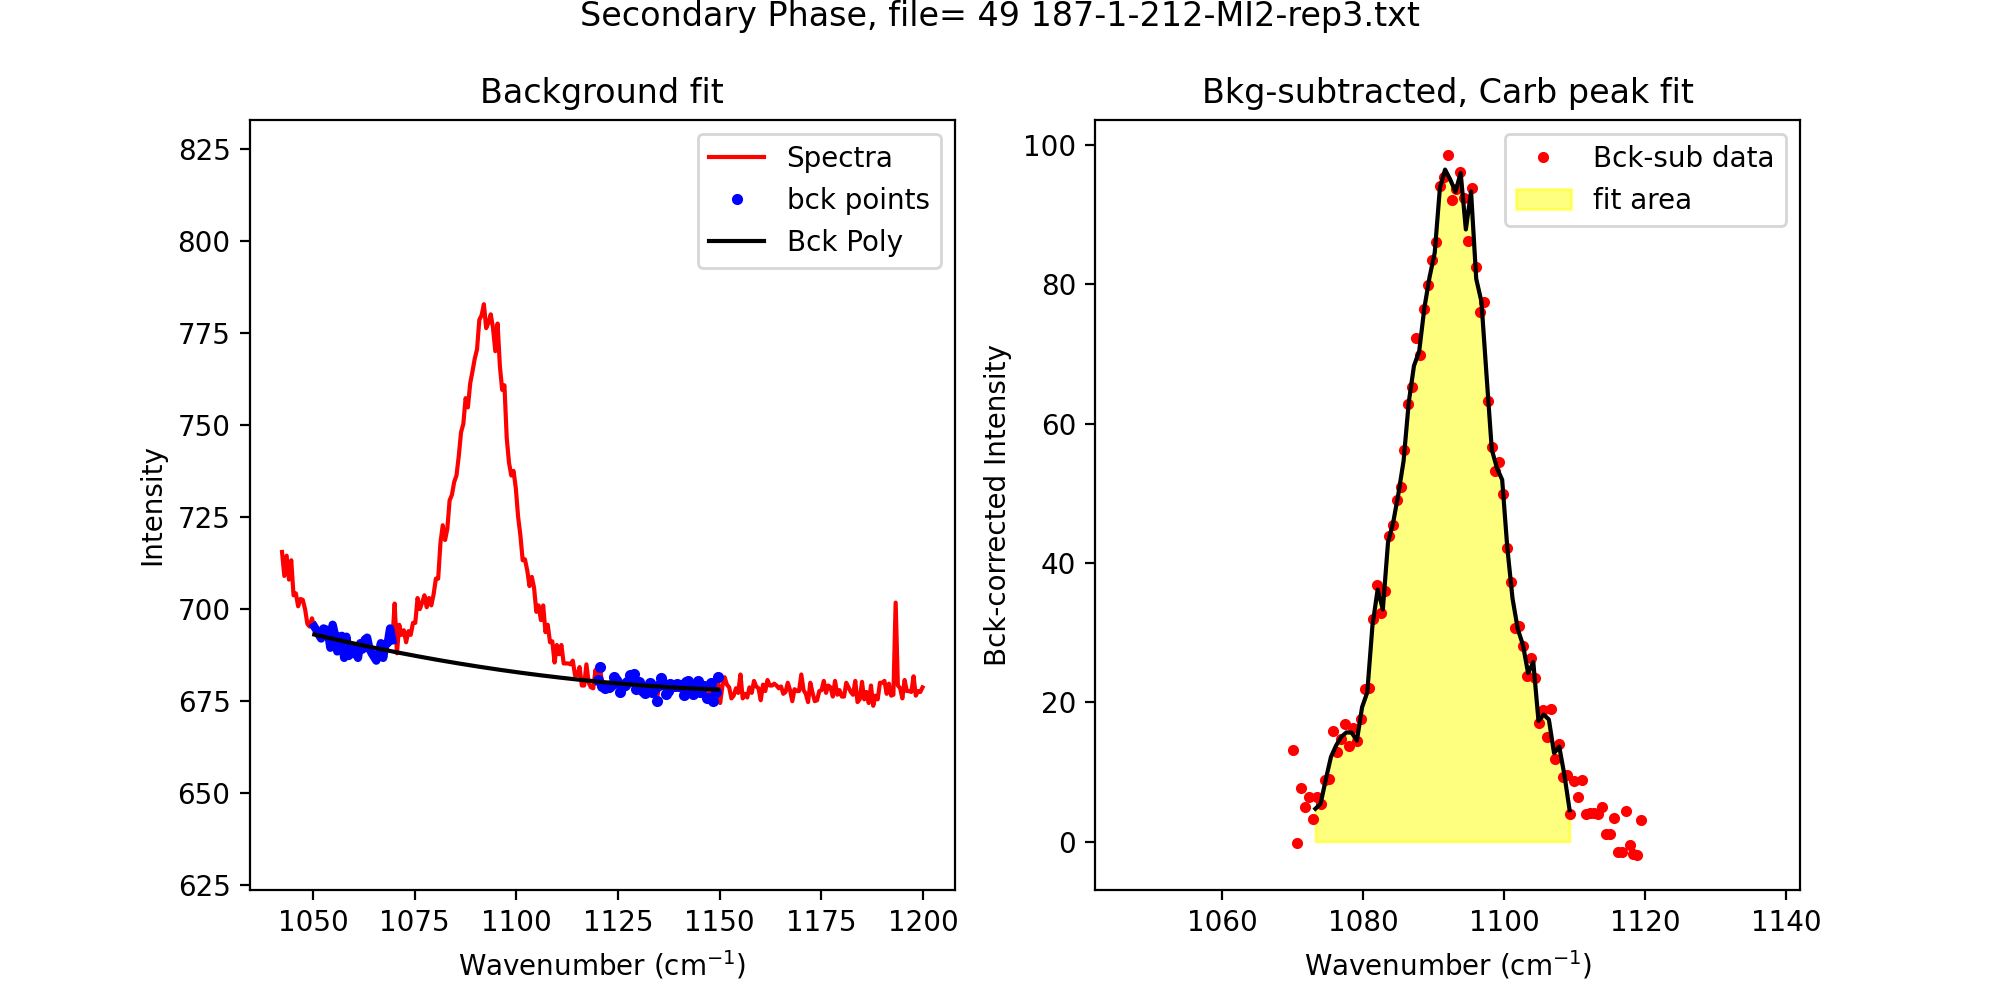 Secondary Phase, file= 49 187-1-212-MI2-rep3.txt
Background fit
825
800
775
750
725
700
675
650
625
Intensity
Spectra
bck points
Bck Poly
1050 1075 1100 1125 1150 1175 1200
Wavenumber (cm⁻¹)
Bkg-subtracted, Carb peak fit
100
80
60
40
20
0
Bck-corrected Intensity
Bck-sub data
fit area
1060 1080 1100 1120 1140
Wavenumber (cm⁻¹)